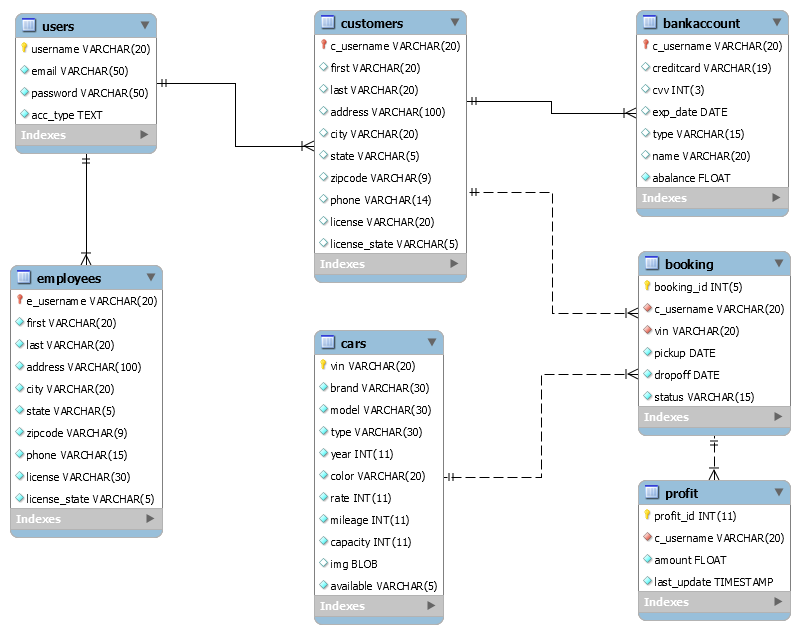 users
username VARCHAR(20)
email VARCHAR(50)
password VARCHAR(50)
acc_type TEXT
Indexes
employees
e_username VARCHAR(20)
first VARCHAR(20)
last VARCHAR(20)
address VARCHAR(100)
city VARCHAR(20)
state VARCHAR(5)
zipcode VARCHAR(9)
phone VARCHAR(15)
license VARCHAR(30)
license_state VARCHAR(5)
Indexes
customers
c_username VARCHAR(20)
first VARCHAR(20)
last VARCHAR(20)
address VARCHAR(100)
city VARCHAR(20)
state VARCHAR(5)
zipcode VARCHAR(9)
phone VARCHAR(14)
license VARCHAR(20)
license_state VARCHAR(5)
Indexes
cars
vin VARCHAR(20)
brand VARCHAR(30)
model VARCHAR(30)
type VARCHAR(30)
year INT(11)
color VARCHAR(20)
rate INT(11)
mileage INT(11)
capacity INT(11)
img BLOB
available VARCHAR(5)
Indexes
bankaccount
c_username VARCHAR(20)
creditcard VARCHAR(19)
cvv INT(3)
exp_date DATE
type VARCHAR(15)
name VARCHAR(20)
abalance FLOAT
Indexes
booking
booking_id INT(5)
c_username VARCHAR(20)
vin VARCHAR(20)
pickup DATE
dropoff DATE
status VARCHAR(15)
Indexes
profit
profit_id INT(11)
c_username VARCHAR(20)
amount FLOAT
last_update TIMESTAMP
Indexes